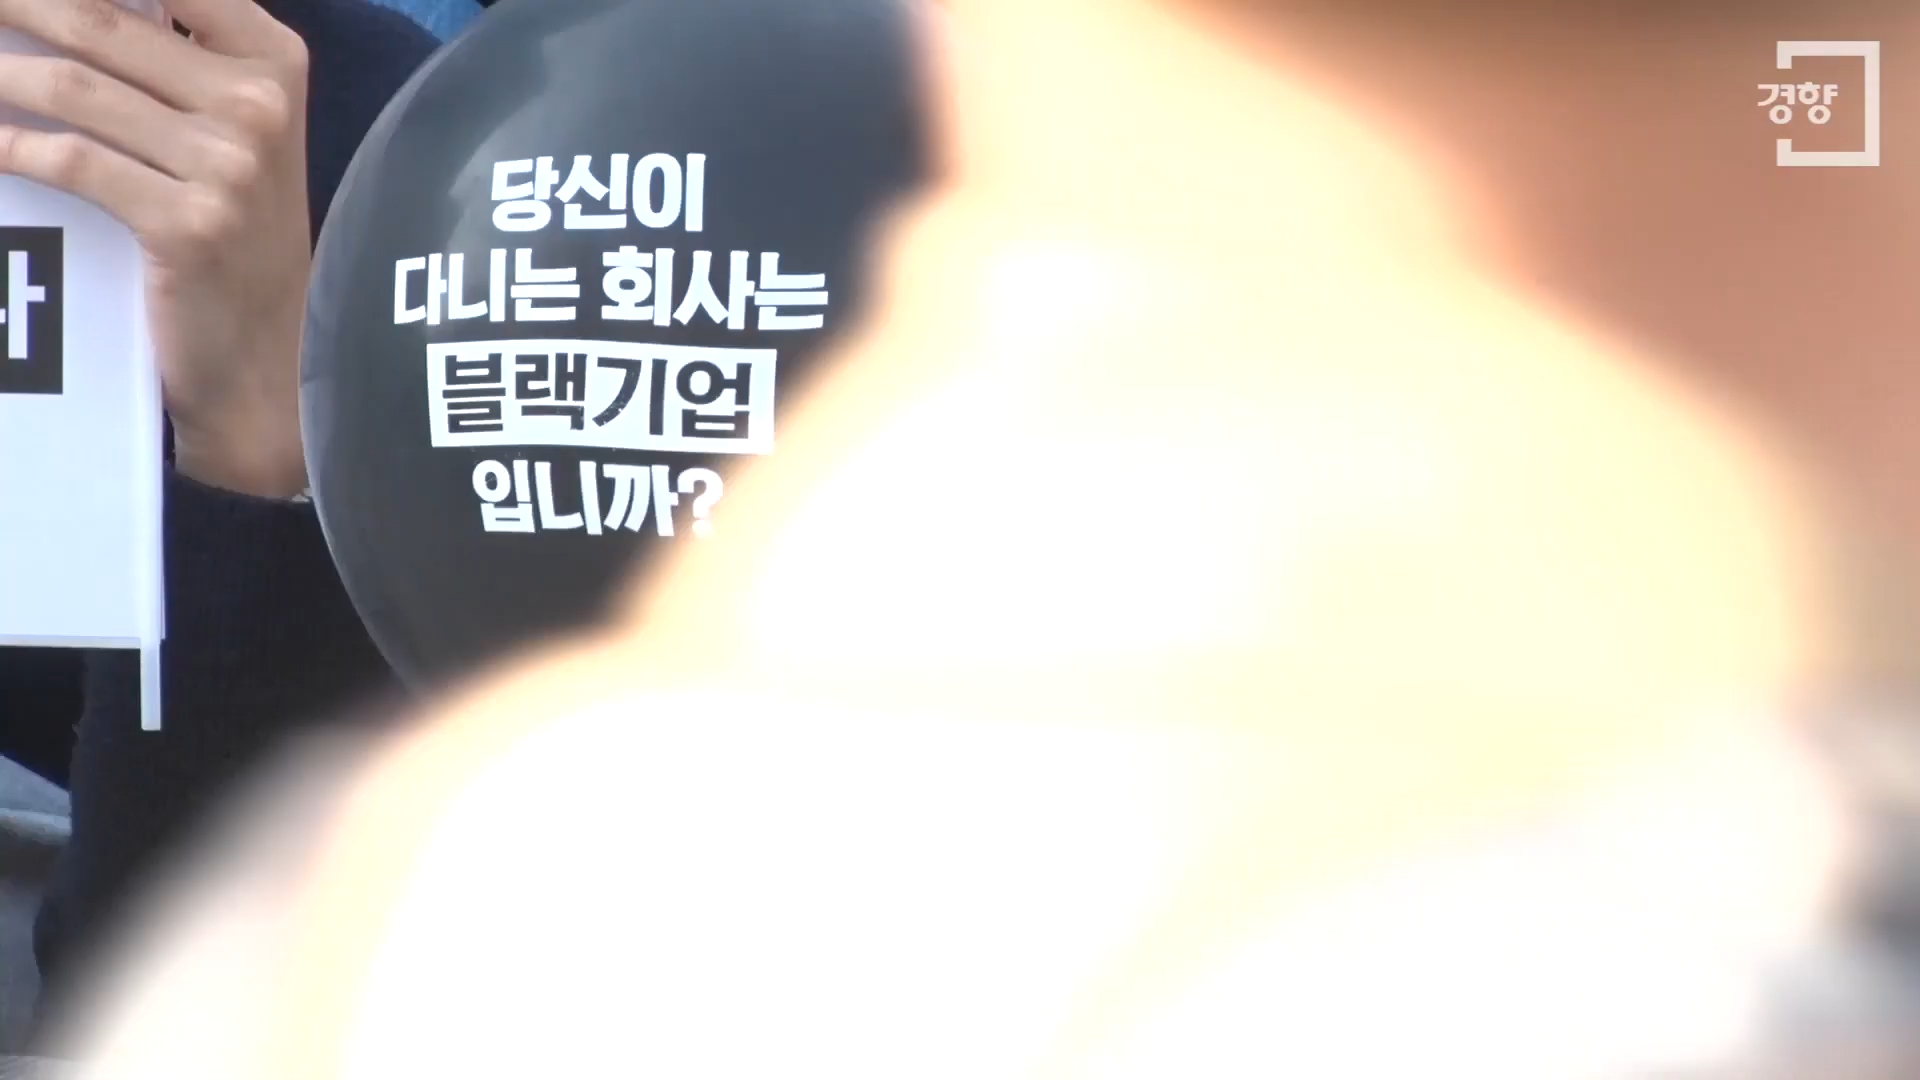 당신이
다니는 회사는
블랙기업
입니까?
경향